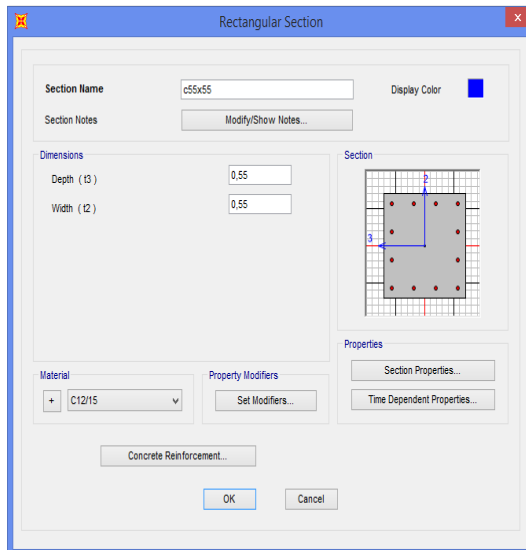 Rectangular Section
x
Section Name
c55x55
Display Color
Section Notes
Modify/Show Notes...
Dimensions
Depth ( t3 )
0,55
Width ( t2 )
0,55
Section
2
3
Properties
Section Properties...
Time Dependent Properties...
Material
+
C12/15
Property Modifiers
Set Modifiers...
Concrete Reinforcement...
OK
Cancel